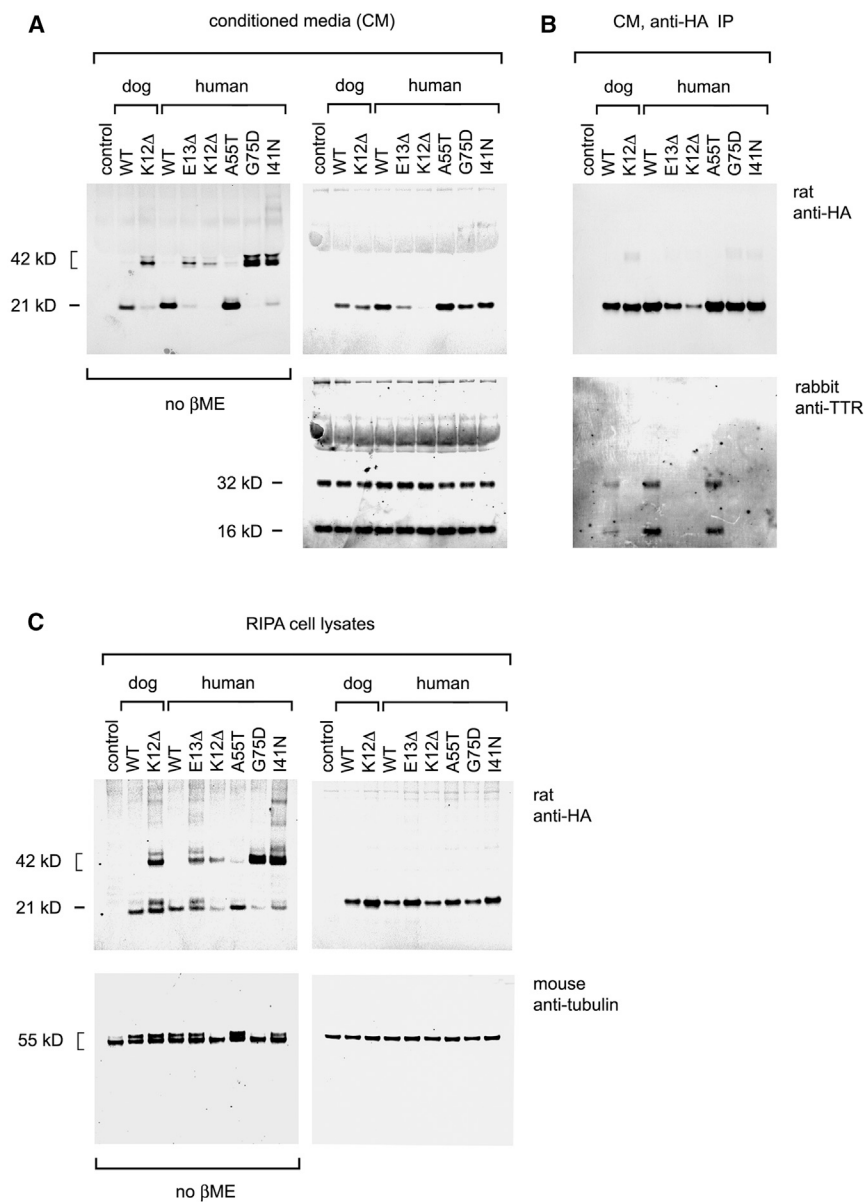 A
conditioned media (CM)
dog human
control WT K12Δ WT E13Δ K12Δ A55T G75D I41N
42 kD
21 kD
no βME
dog human
control WT K12Δ WT E13Δ K12Δ A55T G75D I41N
32 kD
16 kD
B
CM, anti-HA IP
dog human
control WT K12Δ WT E13Δ K12Δ A55T G75D I41N
rat
anti-HA
rabbit
anti-TTR
C
RIPA cell lysates
dog human
control WT K12Δ WT E13Δ K12Δ A55T G75D I41N
42 kD
21 kD
55 kD
no βME
dog human
control WT K12Δ WT E13Δ K12Δ A55T G75D I41N
rat
anti-HA
mouse
anti-tubulin